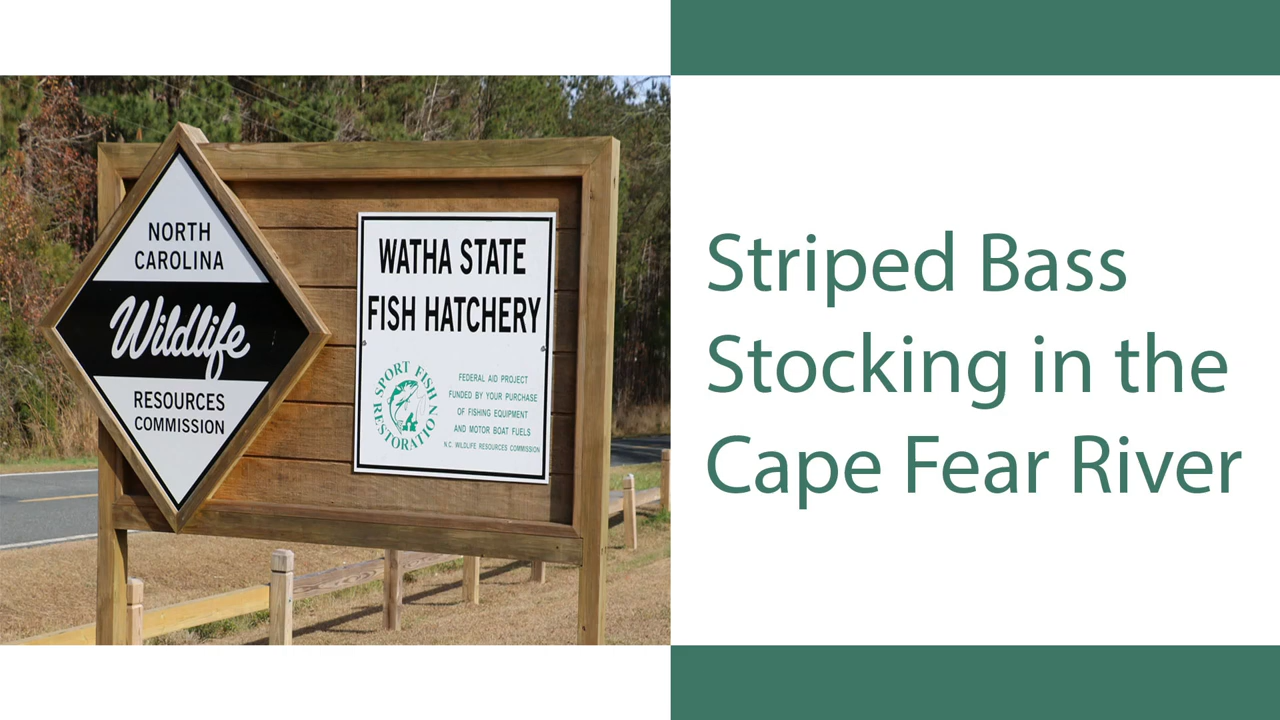 NORTH
CAROLINA
Wildlife
RESOURCES
COMMISSION
WATHA STATE
FISH HATCHERY
SPORT FISH
RESTORATION
FEDERAL AID PROJECT
FUNDED BY YOUR PURCHASE
OF FISHING EQUIPMENT
AND MOTOR BOAT FUELS
N.C. WILDLIFE RESOURCES COMMISSION
Striped Bass
Stocking in the
Cape Fear River